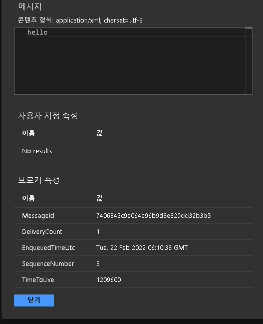 메시지
콘텐츠 형식: application/xml; charset=utf-8
hello
사용자 지정 속성
이름 값
No results
브로커 속성
이름 값
MessageId
DeliveryCount 1
EnqueuedTimeUtc Tue, 22 Feb 2022 06:10:38 GMT
SequenceNumber 3
TimeToLive 1209600
닫기